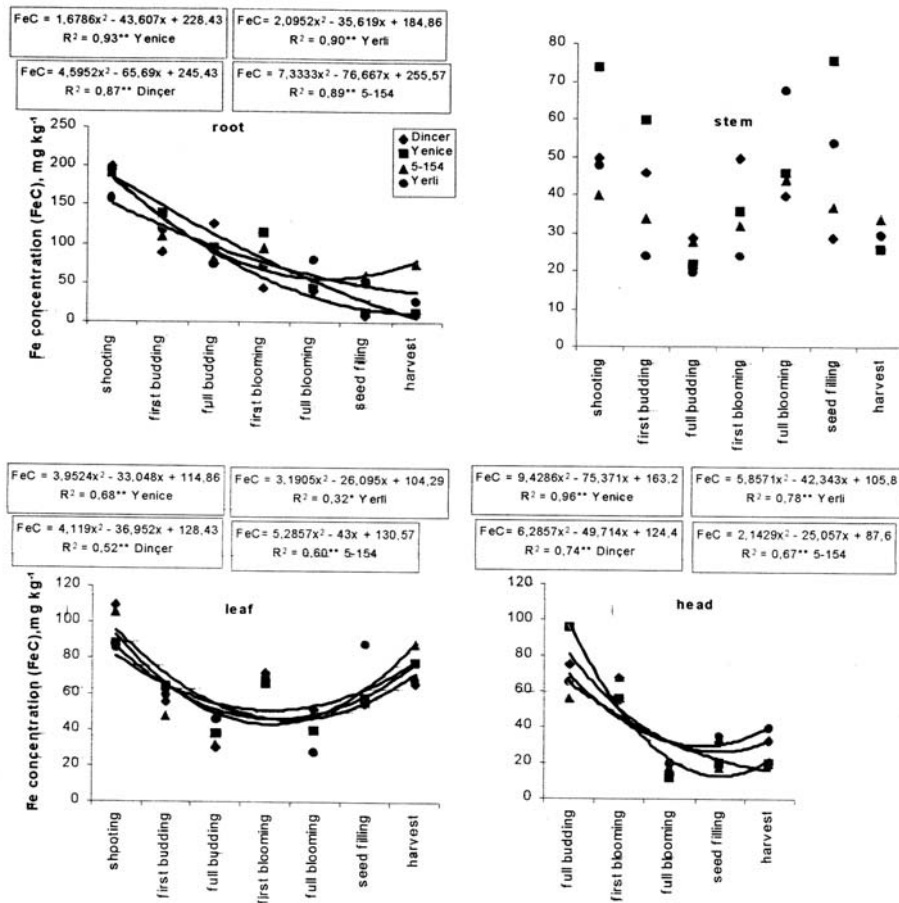 FeC = 1,6786x² - 43,607x + 228,43
R² = 0,93** Yenice
FeC = 2,0952x² - 35,619x + 184,86
R² = 0,90** Yerli
FeC = 4,5952x² - 65,69x + 245,43
R² = 0,87** Dinçer
FeC = 7,3333x² - 76,667x + 255,57
R² = 0,89** 5-154
root
Fe concentration (FeC), mg kg⁻¹
250
200
150
100
50
0
Dincer
Yenice
5-154
Yerli
shooting
first budding
full budding
first blooming
full blooming
seed filling
harvest
stem
80
70
60
50
40
30
20
10
0
shooting
first budding
full budding
first blooming
full blooming
seed filling
harvest
FeC = 3,9524x² - 33,048x + 114,86
R² = 0,68** Yenice
FeC = 3,1905x² - 26,095x + 104,29
R² = 0,32* Yerli
FeC = 4,119x² - 36,952x + 128,43
R² = 0,52** Dinçer
FeC = 5,2857x² - 43x + 130,57
R² = 0,60** 5-154
leaf
Fe concentration (FeC),mg kg⁻¹
120
100
80
60
40
20
0
shooting
first budding
full budding
first blooming
full blooming
seed filling
harvest
FeC = 9,4286x² - 75,371x + 163,2
R² = 0,96** Yenice
FeC = 5,8571x² - 42,343x + 105,8
R² = 0,78** Yerli
FeC = 6,2857x² - 49,714x + 124,4
R² = 0,74** Dinçer
FeC = 2,1429x² - 25,057x + 87,6
R² = 0,67** 5-154
head
120
100
80
60
40
20
0
full budding
first blooming
full blooming
seed filling
harvest